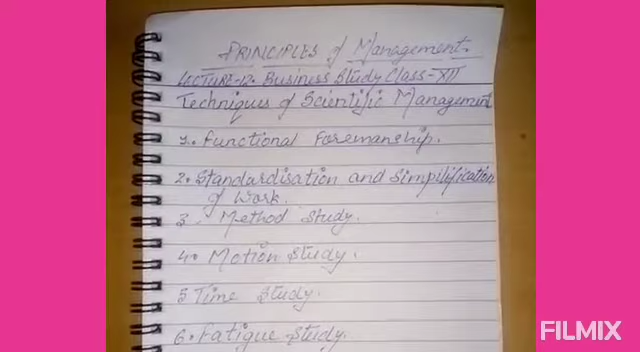 PRINCIPLES of Management.
LECTURE-12. Business Study Class-XII
Techniques of Scientific Management
1. Functional Foremanship.
2. Standardisation and Simplification
of Work.
3. Method Study.
4. Motion Study.
5 Time Study.
6. Fatigue Study.
FILMIX